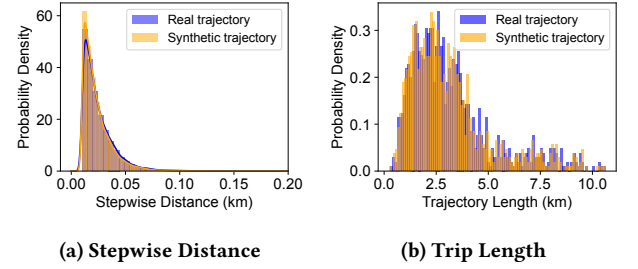 Real trajectory
Synthetic trajectory
Probability Density
60
40
20
0
0.00 0.05 0.10 0.15 0.20
Stepwise Distance (km)
(a) Stepwise Distance
Real trajectory
Synthetic trajectory
Probability Density
0.3
0.2
0.1
0.0
0.0 2.5 5.0 7.5 10.0
Trajectory Length (km)
(b) Trip Length